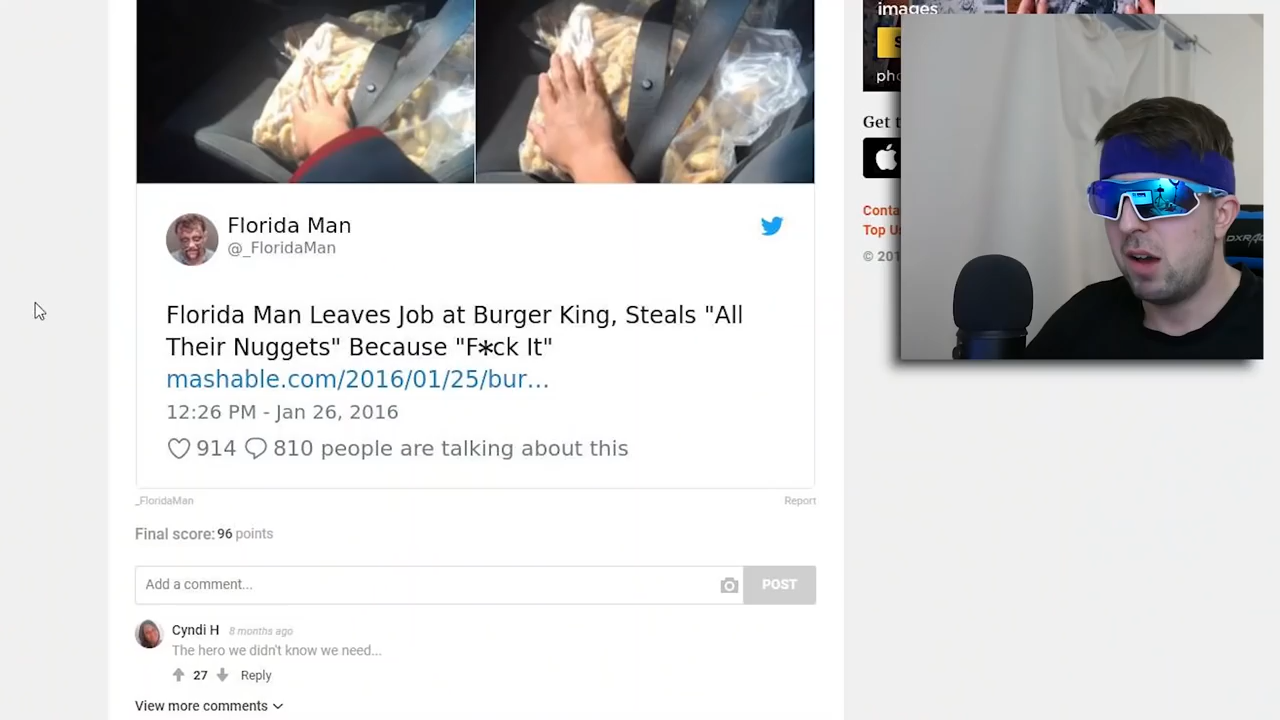 images
S
pho
Get t
Conta
Top Us
© 201
DXRA
Florida Man
@_FloridaMan
Florida Man Leaves Job at Burger King, Steals "All
Their Nuggets" Because "F*ck It"
mashable.com/2016/01/25/bur...
12:26 PM - Jan 26, 2016
914 810 people are talking about this
_FloridaMan Report
Final score: 96 points
Add a comment... POST
Cyndi H 8 months ago
The hero we didn't know we need...
27 Reply
View more comments